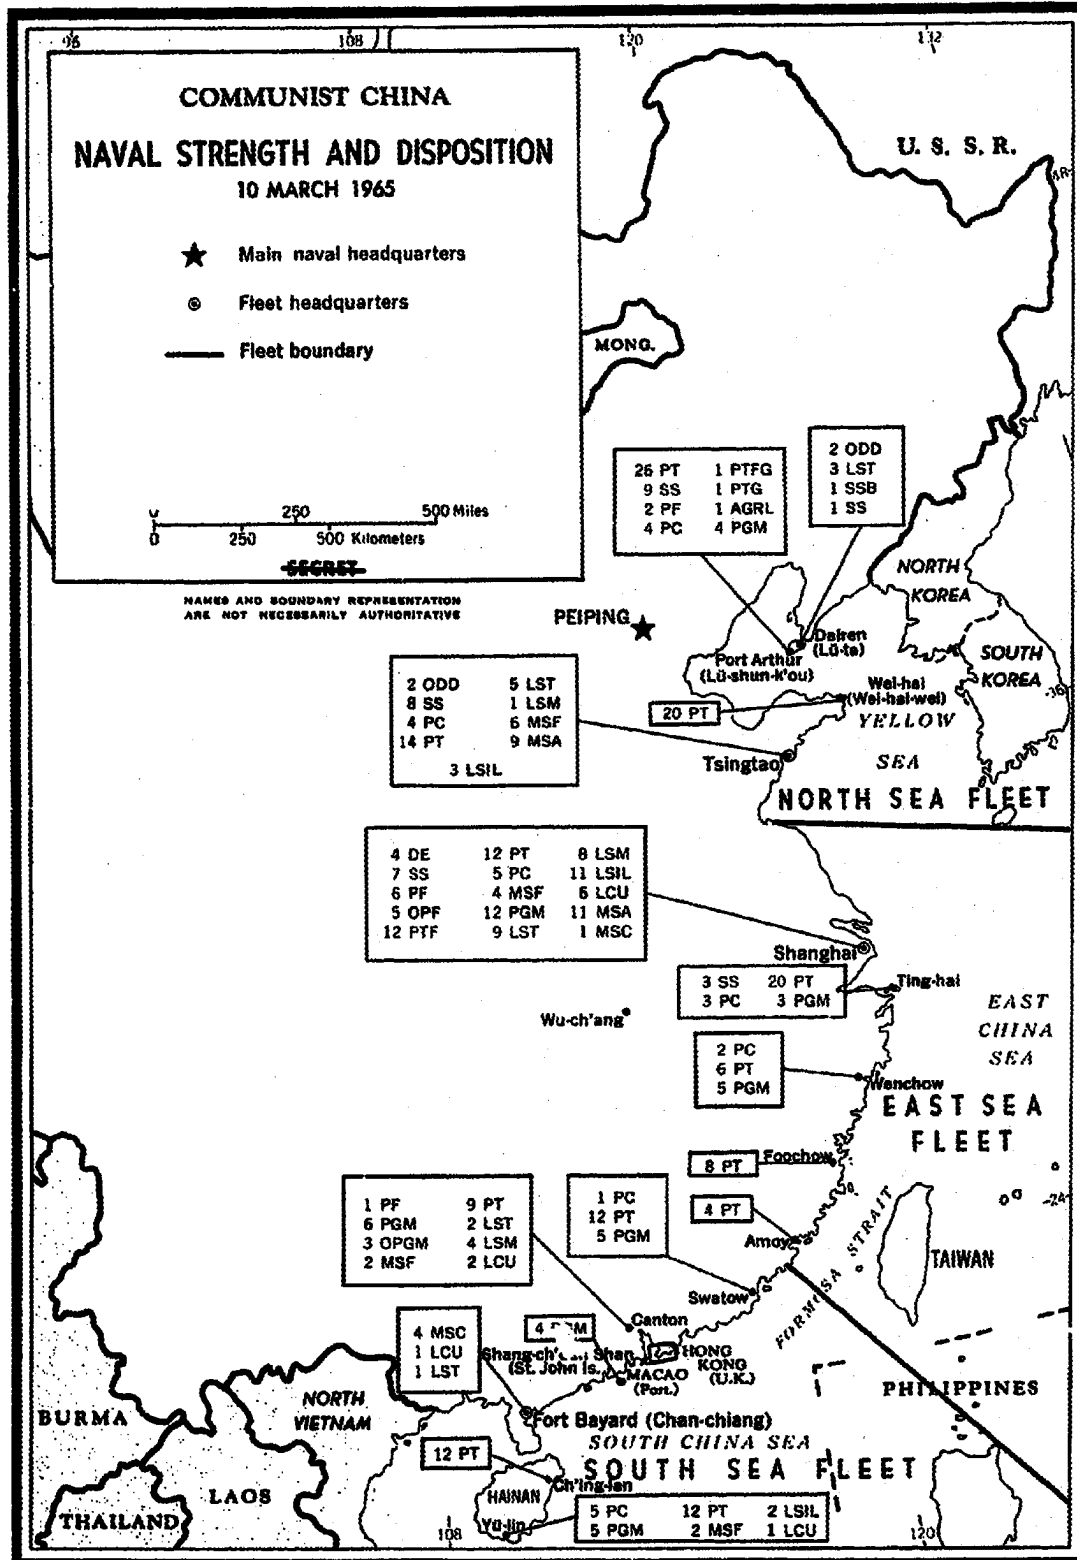 96
108
120
132
COMMUNIST CHINA
NAVAL STRENGTH AND DISPOSITION
10 MARCH 1965
Main naval headquarters
Fleet headquarters
Fleet boundary
250 500 Miles
0 250 500 Kilometers
SECRET
NAMES AND BOUNDARY REPRESENTATION
ARE NOT NECESSARILY AUTHORITATIVE
U. S. S. R.
MONG.
26 PT 1 PTFG
9 SS 1 PTG
2 PF 1 AGRL
4 PC 4 PGM
2 ODD
3 LST
1 SSB
1 SS
NORTH
KOREA
PEIPING
Dairen
(Lü-ta)
Port Arthur
(Lü-shun-k'ou)
SOUTH
KOREA
36
Wei-hai
(Wei-hai-wei)
20 PT
YELLOW
SEA
2 ODD 5 LST
8 SS 1 LSM
4 PC 6 MSF
14 PT 9 MSA
3 LSIL
Tsingtao
NORTH SEA FLEET
4 DE 12 PT 8 LSM
7 SS 5 PC 11 LSIL
6 PF 4 MSF 6 LCU
5 OPF 12 PGM 11 MSA
12 PTF 9 LST 1 MSC
Shanghai
3 SS 20 PT
3 PC 3 PGM
Ting-hai
Wu-ch'ang
EAST
CHINA
SEA
2 PC
6 PT
5 PGM
Wenchow
EAST SEA
FLEET
8 PT
Foochow
4 PT
Amoy
24
FORMOSA STRAIT
TAIWAN
1 PF 9 PT
6 PGM 2 LST
3 OPGM 4 LSM
2 MSF 2 LCU
1 PC
12 PT
5 PGM
Swatow
Canton
4
4 MSC
1 LCU
1 LST
Shan
(St. John Is.)
HONG
KONG
(U.K.)
MACAO
(Port.)
PHILIPPINES
BURMA
NORTH
VIETNAM
Fort Bayard (Chan-chiang)
SOUTH CHINA SEA
SOUTH SEA FLEET
12 PT
Ch'ing-lan
HAINAN
Yü-lin
LAOS
THAILAND
5 PC 12 PT 2 LSIL
5 PGM 2 MSF 1 LCU
108
120